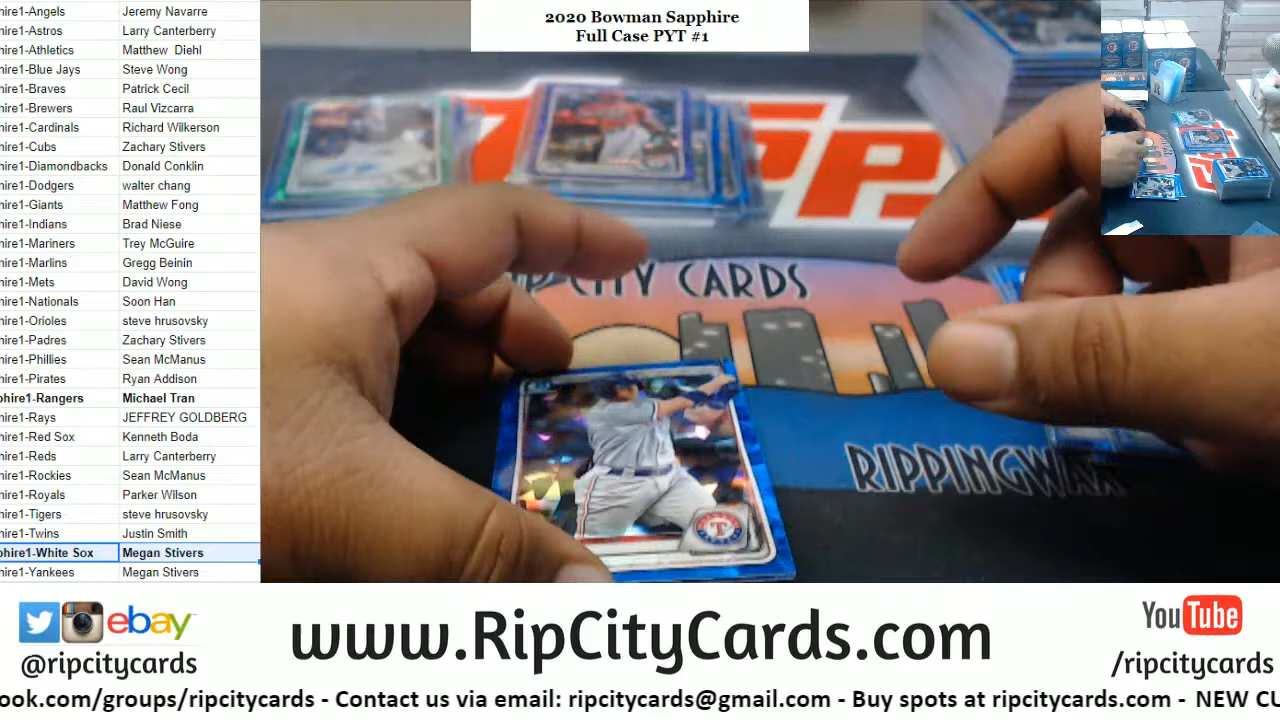 2020 Bowman Sapphire
Full Case PYT #1
hire1-Angels Jeremy Navarre
hire1-Astros Larry Canterberry
hire1-Athletics Matthew Diehl
hire1-Blue Jays Steve Wong
hire1-Braves Patrick Cecil
hire1-Brewers Raul Vizcarra
hire1-Cardinals Richard Wilkerson
hire1-Cubs Zachary Stivers
hire1-Diamondbacks Donald Conklin
hire1-Dodgers walter chang
hire1-Giants Matthew Fong
hire1-Indians Brad Niese
hire1-Mariners Trey McGuire
hire1-Marlins Gregg Beinin
hire1-Mets David Wong
hire1-Nationals Soon Han
hire1-Orioles steve hrusovsky
hire1-Padres Zachary Stivers
hire1-Phillies Sean McManus
hire1-Pirates Ryan Addison
phire1-Rangers Michael Tran
hire1-Rays JEFFREY GOLDBERG
hire1-Red Sox Kenneth Boda
hire1-Reds Larry Canterberry
hire1-Rockies Sean McManus
hire1-Royals Parker Wilson
hire1-Tigers steve hrusovsky
hire1-Twins Justin Smith
phire1-White Sox Megan Stivers
hire1-Yankees Megan Stivers
CITY CARDS
RIPPINGWAX
T
ebay
@ripcitycards
www.RipCityCards.com
YouTube
/ripcitycards
ook.com/groups/ripcitycards - Contact us via email: ripcitycards@gmail.com - Buy spots at ripcitycards.com - NEW CU